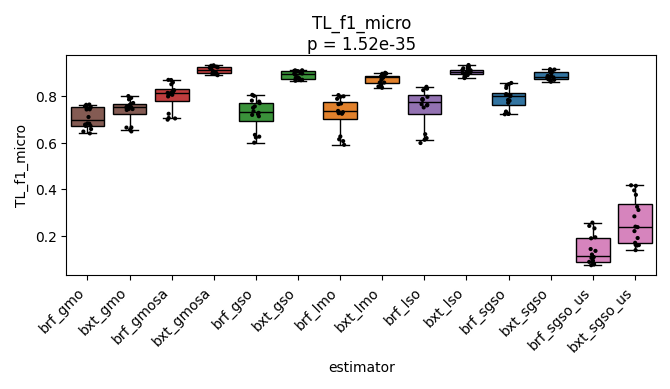 TL_f1_micro
p = 1.52e-35
TL_f1_micro
0.8
0.6
0.4
0.2
brf_gmo
bxt_gmo
brf_gmosa
bxt_gmosa
brf_gso
bxt_gso
brf_lmo
bxt_lmo
brf_lso
bxt_lso
brf_sgso
bxt_sgso
brf_sgso_us
bxt_sgso_us
estimator